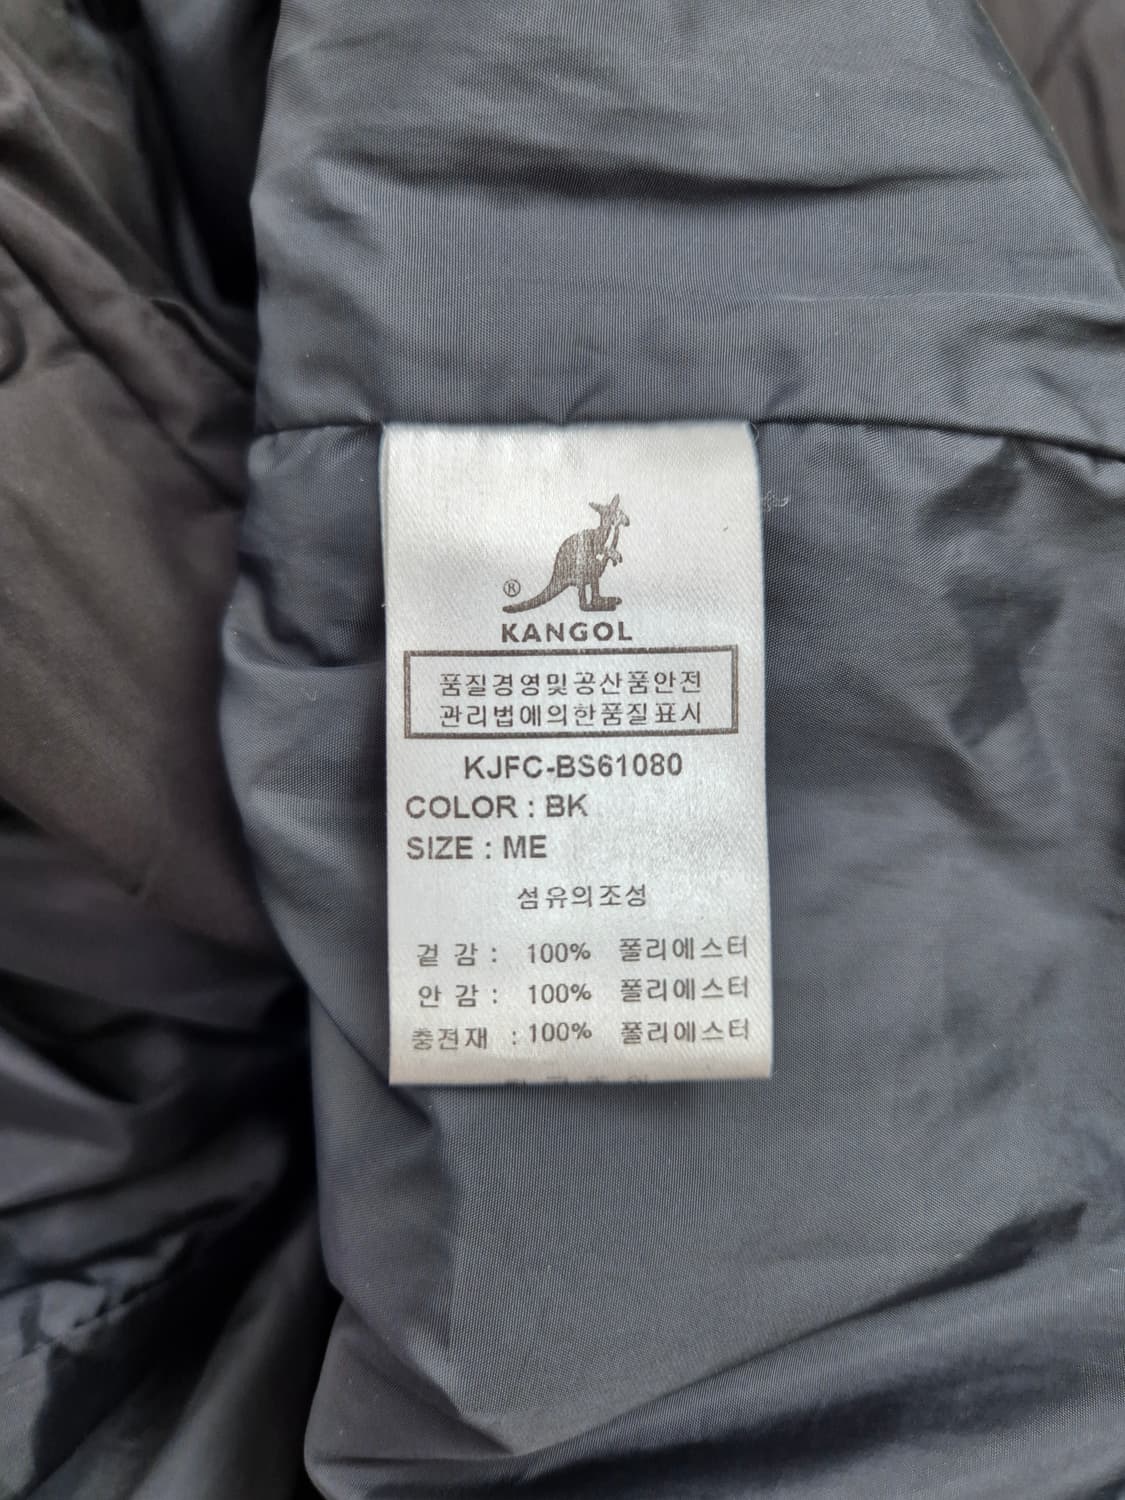 ®
KANGOL
품질경영및공산품안전
관리법에의한품질표시
KJFC-BS61080
COLOR : BK
SIZE : ME
섬유의조성
겉 감 : 100% 폴리에스터
안 감 : 100% 폴리에스터
충전재 : 100% 폴리에스터